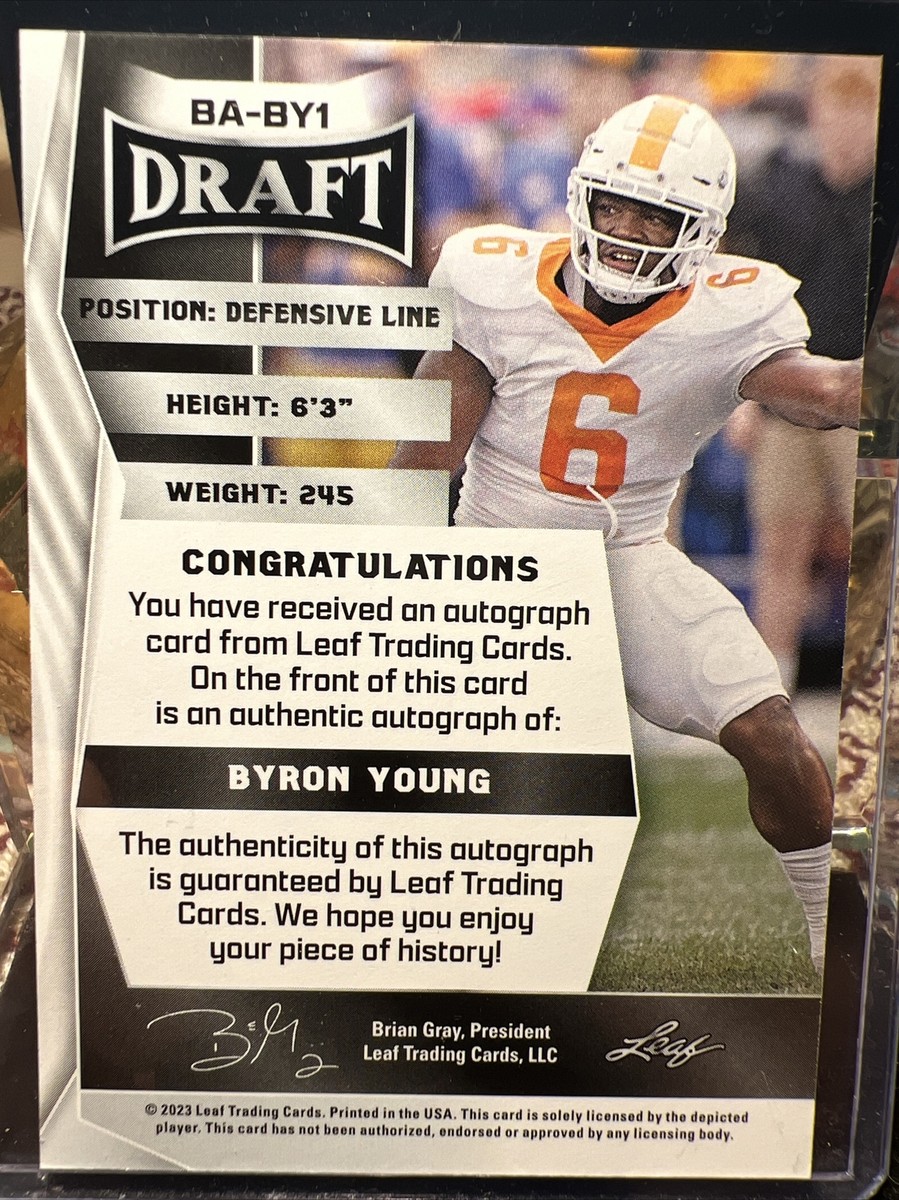 BA-BY1
DRAFT
POSITION: DEFENSIVE LINE
HEIGHT: 6'3"
WEIGHT: 245
6
6
6
CONGRATULATIONS
You have received an autograph
card from Leaf Trading Cards.
On the front of this card
is an authentic autograph of:
BYRON YOUNG
The authenticity of this autograph
is guaranteed by Leaf Trading
Cards. We hope you enjoy
your piece of history!
Brian Gray, President
Leaf Trading Cards, LLC
Leaf
© 2023 Leaf Trading Cards. Printed in the USA. This card is solely licensed by the depicted
player. This card has not been authorized, endorsed or approved by any licensing body.